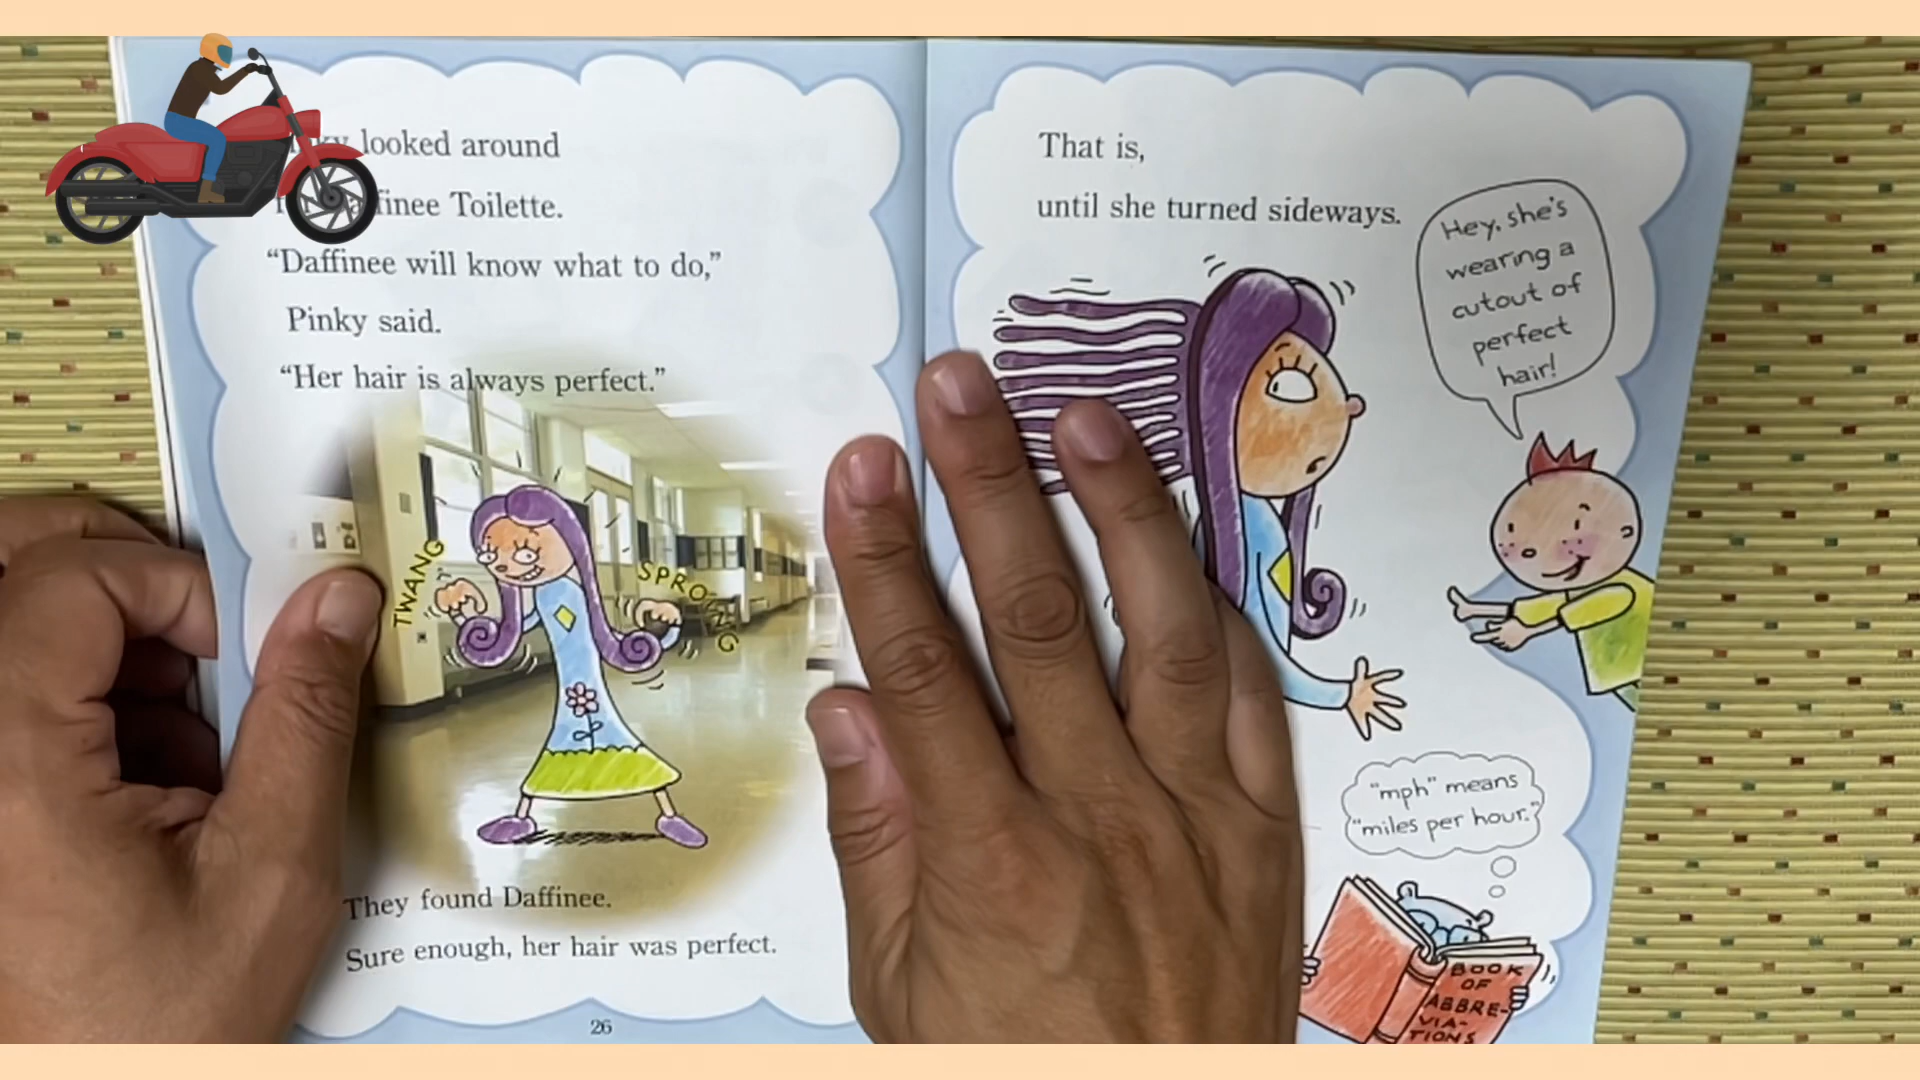 looked around
finee Toilette.
“Daffinee will know what to do,”
Pinky said.
“Her hair is always perfect.”
TWANG
SPROING
They found Daffinee.
Sure enough, her hair was perfect.
26
That is,
until she turned sideways.
Hey, she's
wearing a
cutout of
perfect
hair!
"mph" means
"miles per hour."
BOOK
OF
ABBRE-
VIA-
TIONS